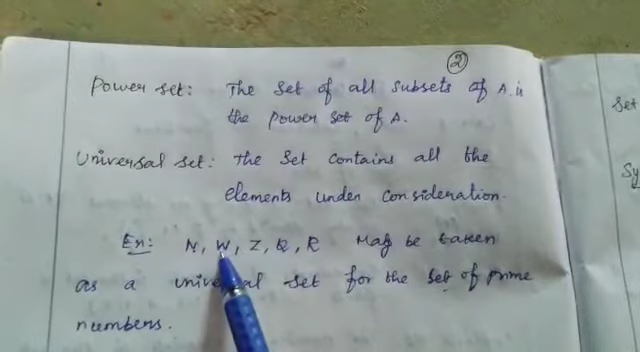 2
Power set: The set of all subsets of A is
the power set of A.
Universal set: The set contains all the
elements under consideration.
Ex: N, W, Z, Q, R May be taken
as a universal set for the set of prime
numbers.
Set
Sy